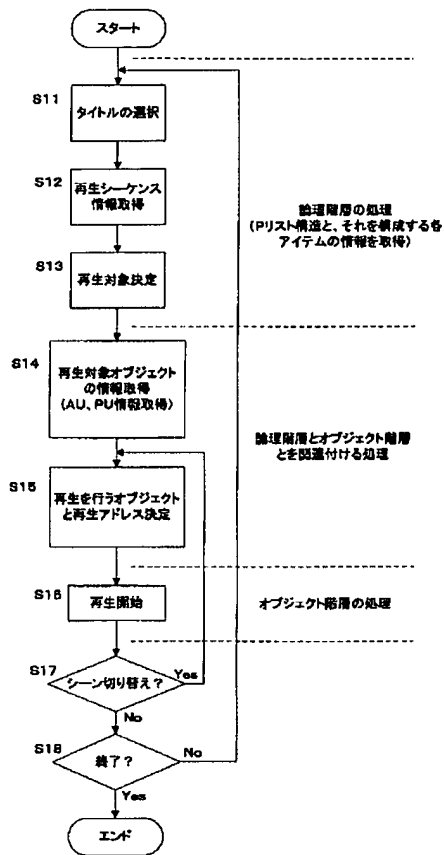 スタート
S11
タイトルの選択
S12
再生シーケンス
情報取得
論理階層の処理
(Pリスト構造と、それを構成する各
アイテムの情報を取得)
S13
再生対象決定
S14
再生対象オブジェクト
の情報取得
(AU、PU情報取得)
論理階層とオブジェクト階層
とを関連付ける処理
S15
再生を行うオブジェクト
と再生アドレス決定
S16
再生開始
オブジェクト階層の処理
S17
シーン切り替え?
Yes
No
S18
終了?
No
Yes
エンド